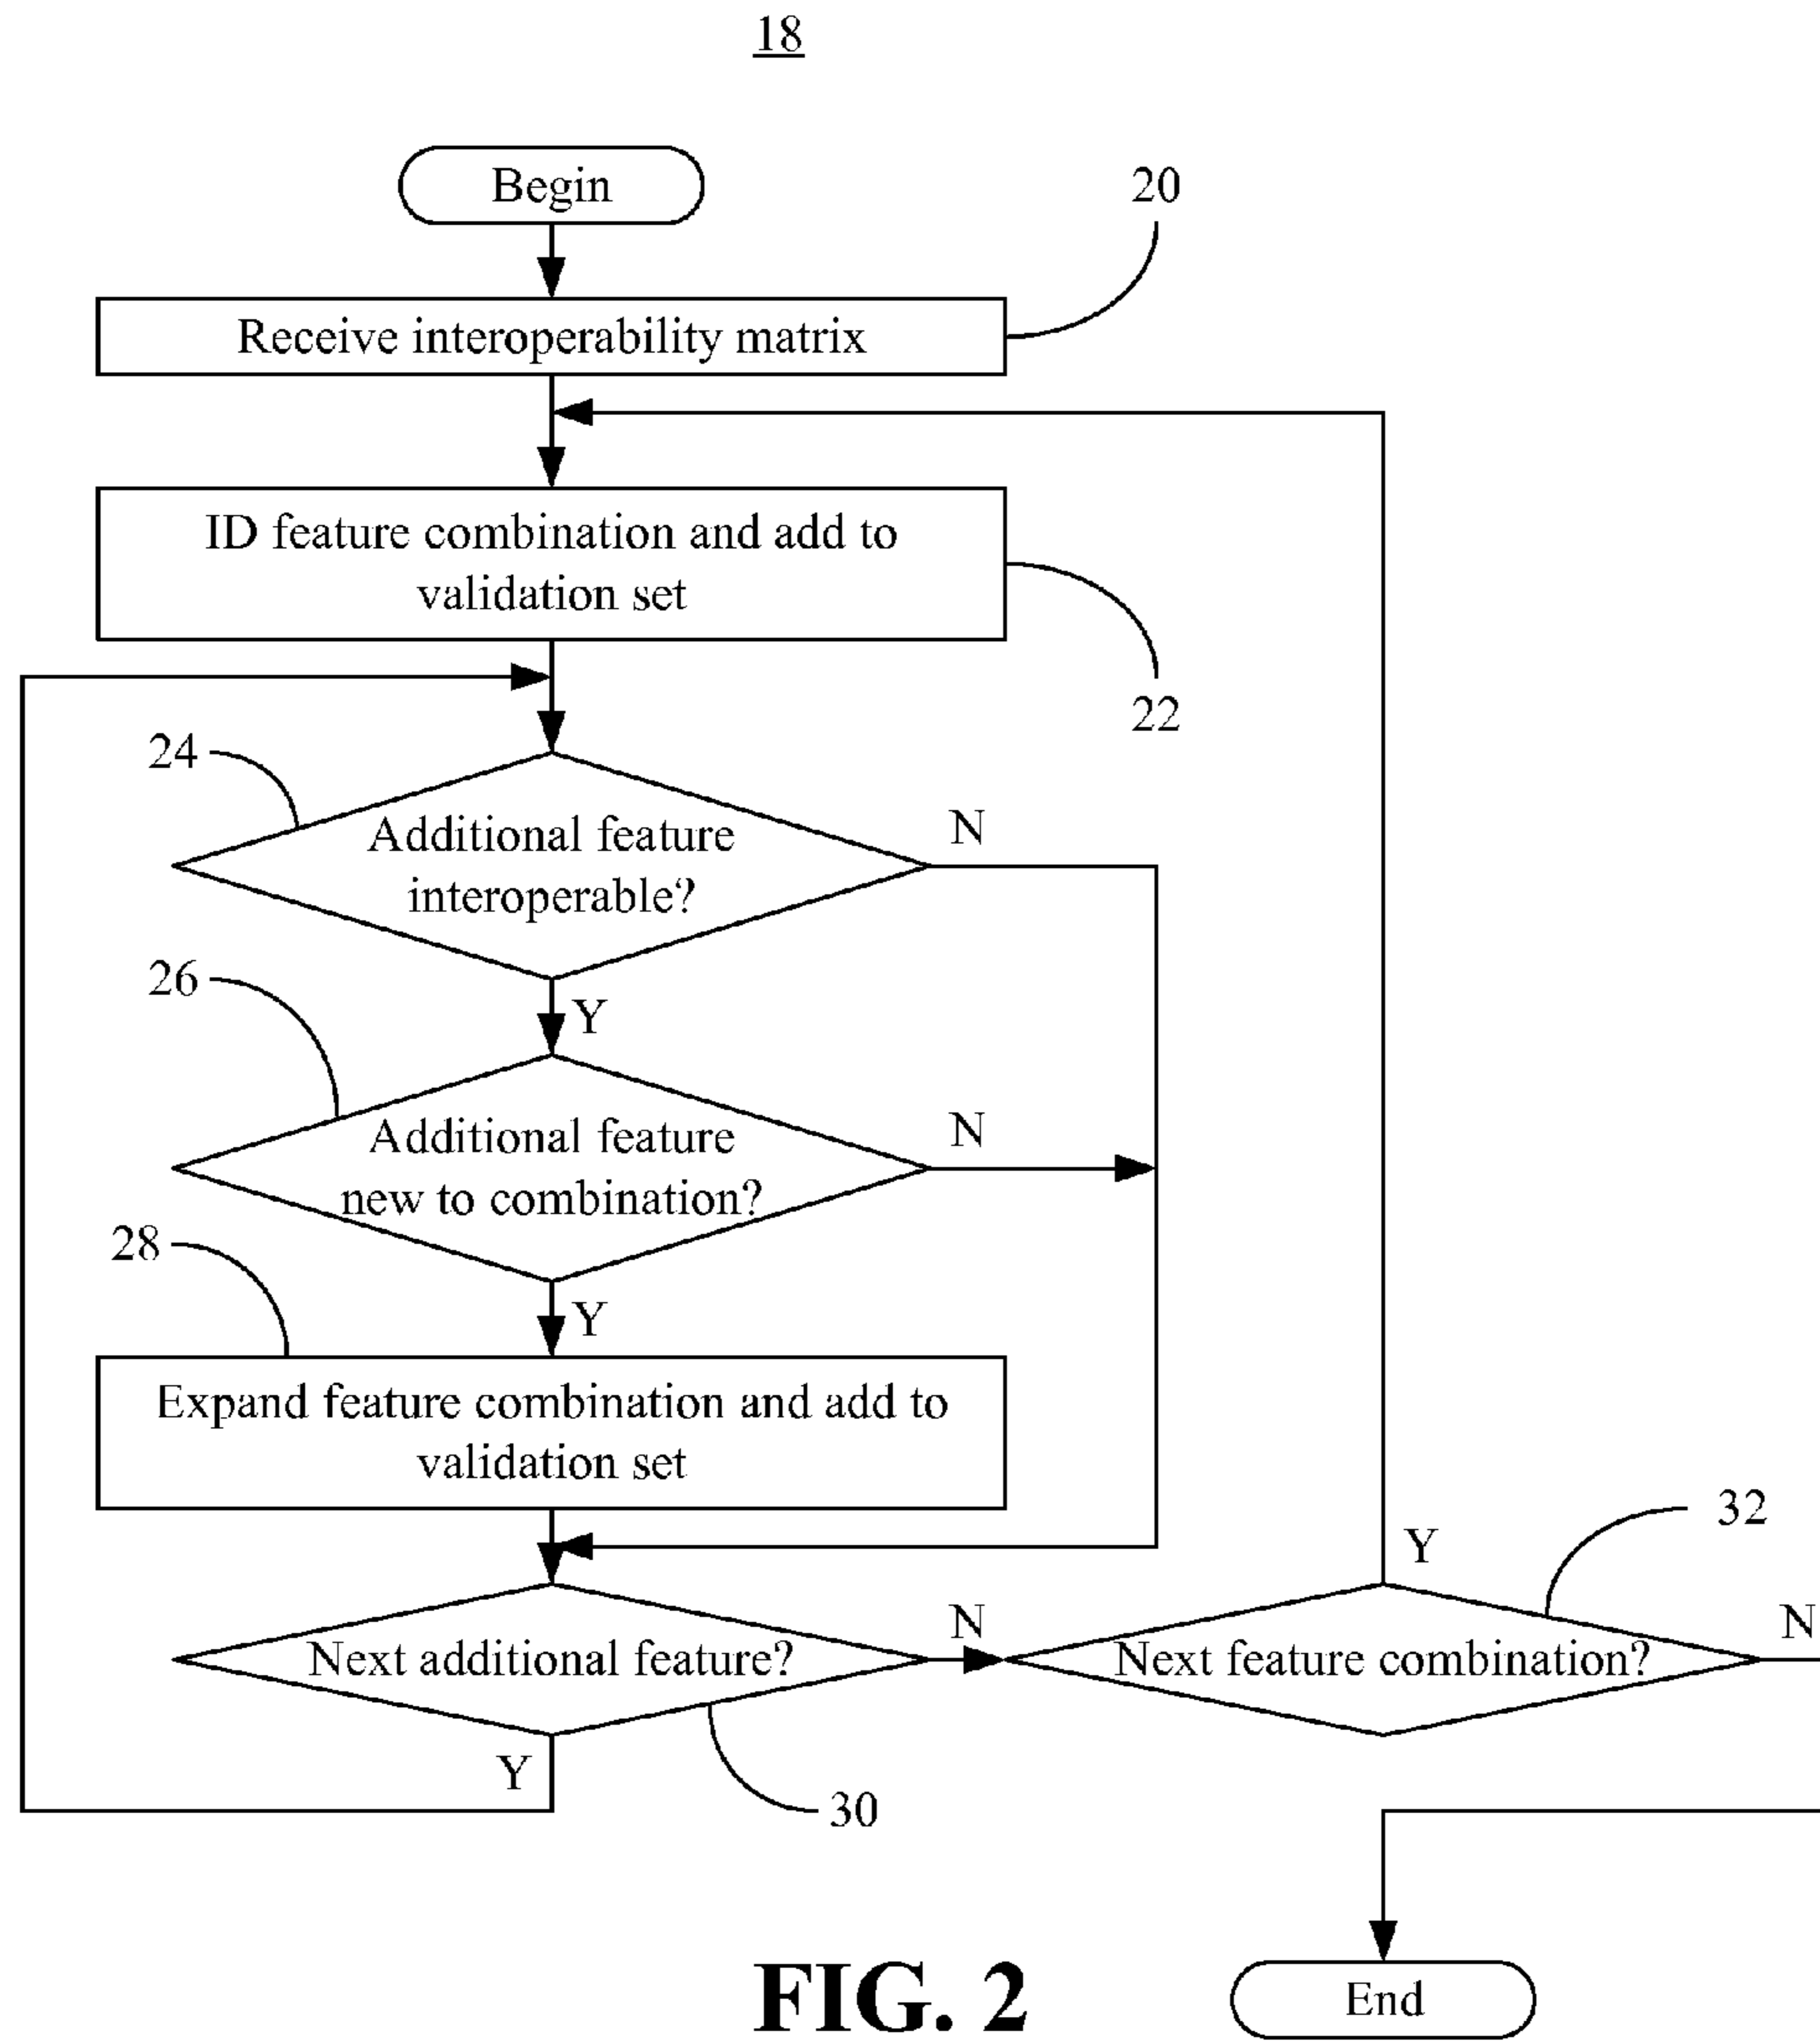 18
Begin
20
Receive interoperability matrix
ID feature combination and add to
validation set
22
24
N
Additional feature
interoperable?
26
Y
N
Additional feature
new to combination?
28
Y
Expand feature combination and add to
validation set
32
Y
N
N
Next additional feature?
Next feature combination?
Y
30
FIG. 2
End